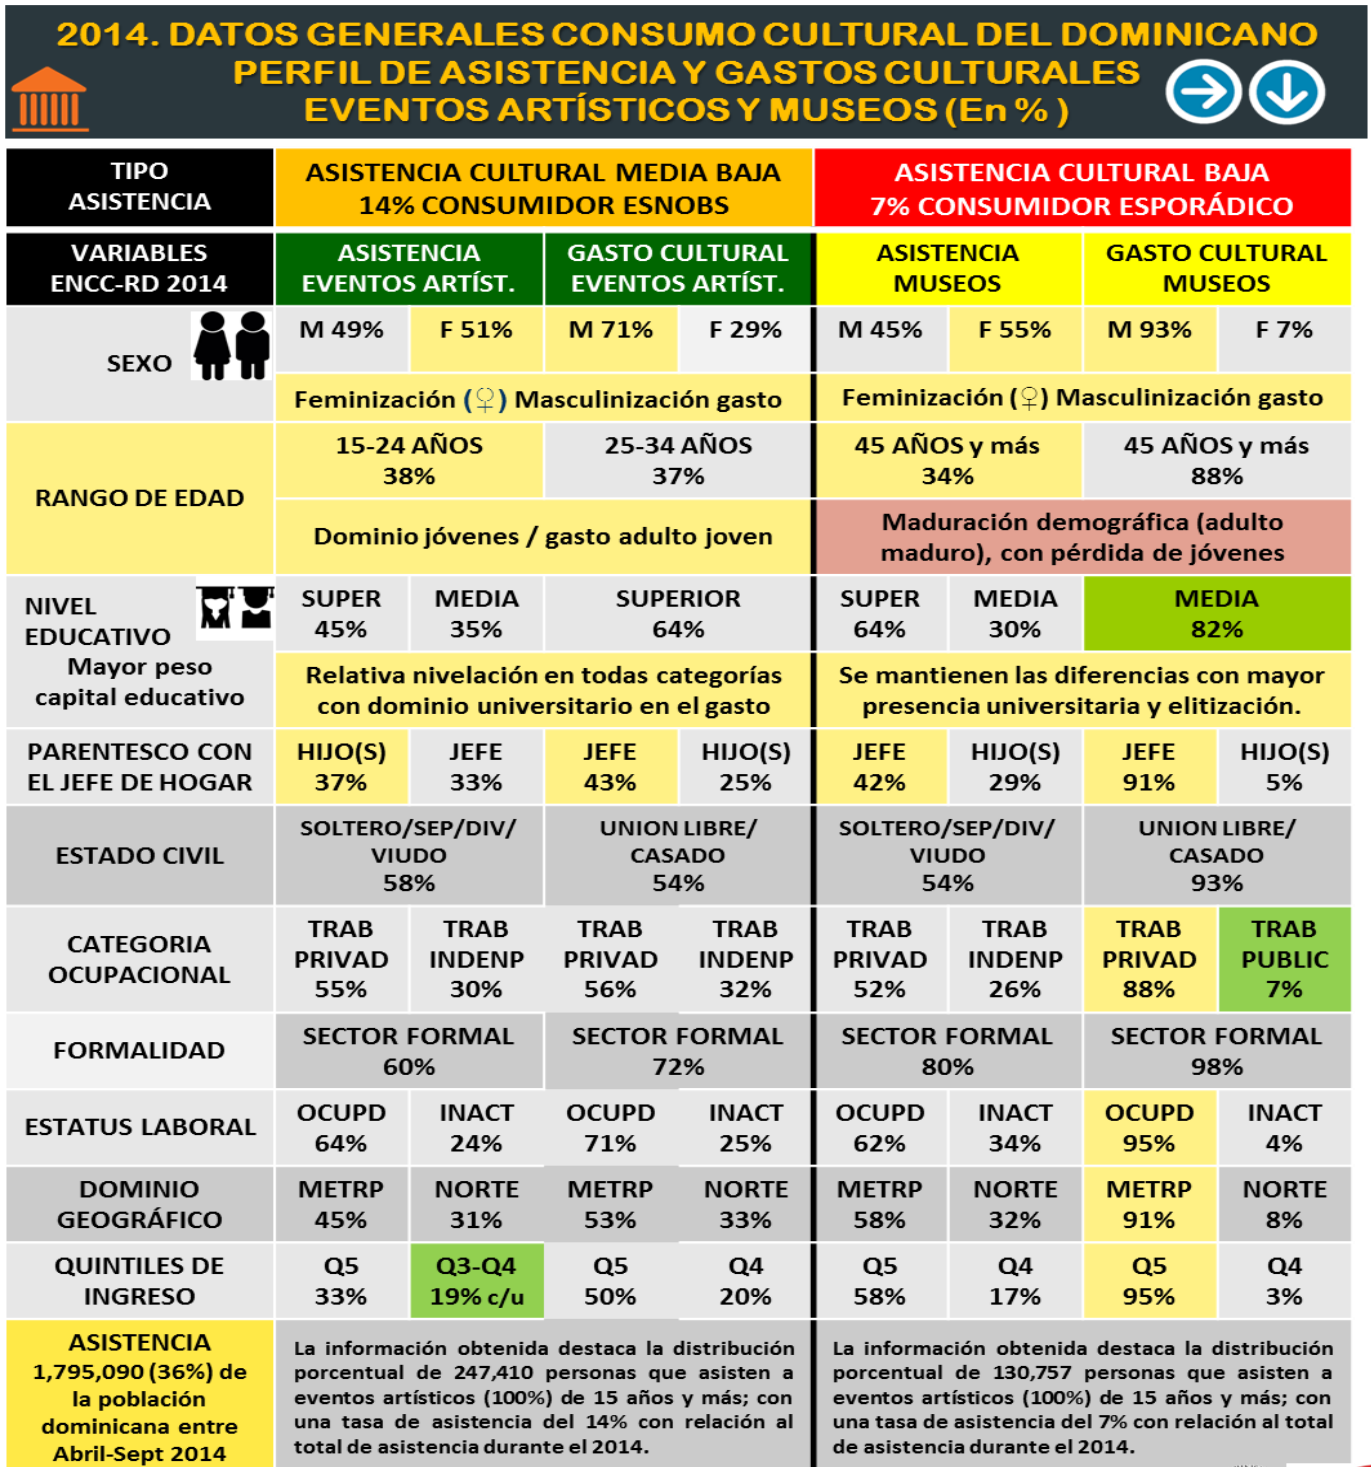 2014. DATOS GENERALES CONSUMO CULTURAL DEL DOMINICANO
PERFIL DE ASISTENCIA Y GASTOS CULTURALES
EVENTOS ARTÍSTICOS Y MUSEOS (En % )
TIPO
ASISTENCIA
ASISTENCIA CULTURAL MEDIA BAJA
14% CONSUMIDOR ESNOBS
ASISTENCIA CULTURAL BAJA
7% CONSUMIDOR ESPORÁDICO
VARIABLES
ENCC-RD 2014
ASISTENCIA
EVENTOS ARTÍST.
GASTO CULTURAL
EVENTOS ARTÍST.
ASISTENCIA
MUSEOS
GASTO CULTURAL
MUSEOS
SEXO
M 49%
F 51%
M 71%
F 29%
M 45%
F 55%
M 93%
F 7%
Feminización (♀) Masculinización gasto
Feminización (♀) Masculinización gasto
RANGO DE EDAD
15-24 AÑOS
38%
25-34 AÑOS
37%
45 AÑOS y más
34%
45 AÑOS y más
88%
Dominio jóvenes / gasto adulto joven
Maduración demográfica (adulto
maduro), con pérdida de jóvenes
NIVEL
EDUCATIVO
Mayor peso
capital educativo
SUPER
45%
MEDIA
35%
SUPERIOR
64%
SUPER
64%
MEDIA
30%
MEDIA
82%
Relativa nivelación en todas categorías
con dominio universitario en el gasto
Se mantienen las diferencias con mayor
presencia universitaria y elitización.
PARENTESCO CON
EL JEFE DE HOGAR
HIJO(S)
37%
JEFE
33%
JEFE
43%
HIJO(S)
25%
JEFE
42%
HIJO(S)
29%
JEFE
91%
HIJO(S)
5%
ESTADO CIVIL
SOLTERO/SEP/DIV/
VIUDO
58%
UNION LIBRE/
CASADO
54%
SOLTERO/SEP/DIV/
VIUDO
54%
UNION LIBRE/
CASADO
93%
CATEGORIA
OCUPACIONAL
TRAB
PRIVAD
55%
TRAB
INDENP
30%
TRAB
PRIVAD
56%
TRAB
INDENP
32%
TRAB
PRIVAD
52%
TRAB
INDENP
26%
TRAB
PRIVAD
88%
TRAB
PUBLIC
7%
FORMALIDAD
SECTOR FORMAL
60%
SECTOR FORMAL
72%
SECTOR FORMAL
80%
SECTOR FORMAL
98%
ESTATUS LABORAL
OCUPD
64%
INACT
24%
OCUPD
71%
INACT
25%
OCUPD
62%
INACT
34%
OCUPD
95%
INACT
4%
DOMINIO
GEOGRÁFICO
METRP
45%
NORTE
31%
METRP
53%
NORTE
33%
METRP
58%
NORTE
32%
METRP
91%
NORTE
8%
QUINTILES DE
INGRESO
Q5
33%
Q3-Q4
19% c/u
Q5
50%
Q4
20%
Q5
58%
Q4
17%
Q5
95%
Q4
3%
ASISTENCIA
1,795,090 (36%) de
la población
dominicana entre
Abril-Sept 2014
La información obtenida destaca la distribución
porcentual de 247,410 personas que asisten a
eventos artísticos (100%) de 15 años y más; con
una tasa de asistencia del 14% con relación al
total de asistencia durante el 2014.
La información obtenida destaca la distribución
porcentual de 130,757 personas que asisten a
eventos artísticos (100%) de 15 años y más; con
una tasa de asistencia del 7% con relación al total
de asistencia durante el 2014.